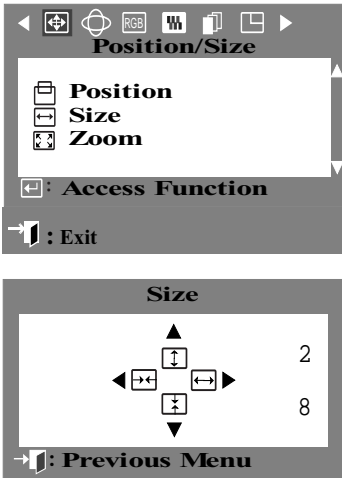 RGB
Position/Size
Position
Size
Zoom
: Access Function
: Exit
Size
2
8
: Previous Menu